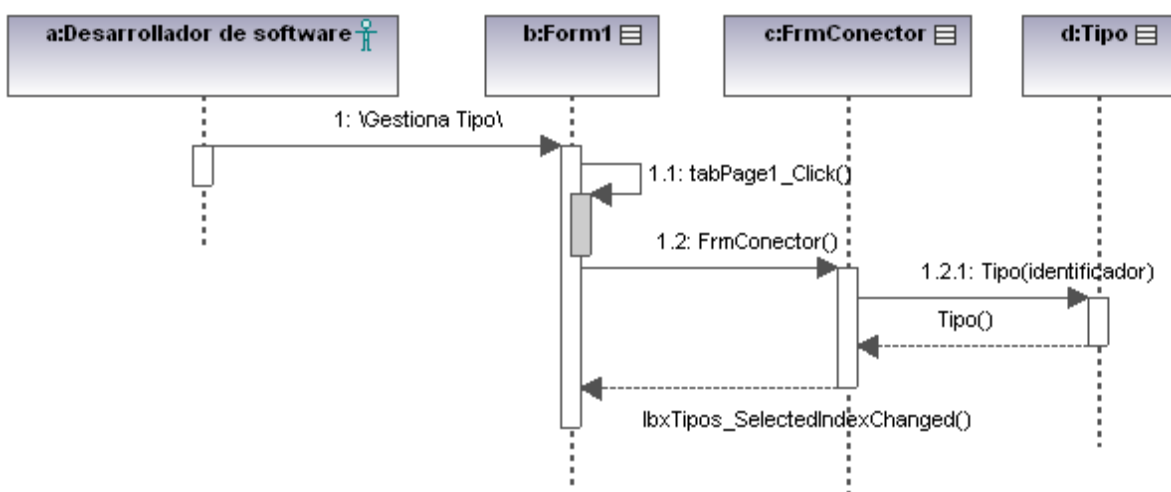 a:Desarrollador de software
b:Form1
c:FrmConector
d:Tipo
1: \Gestiona Tipo\
1.1: tabPage1_Click()
1.2: FrmConector()
1.2.1: Tipo(identificador)
Tipo()
lbxTipos_SelectedIndexChanged()